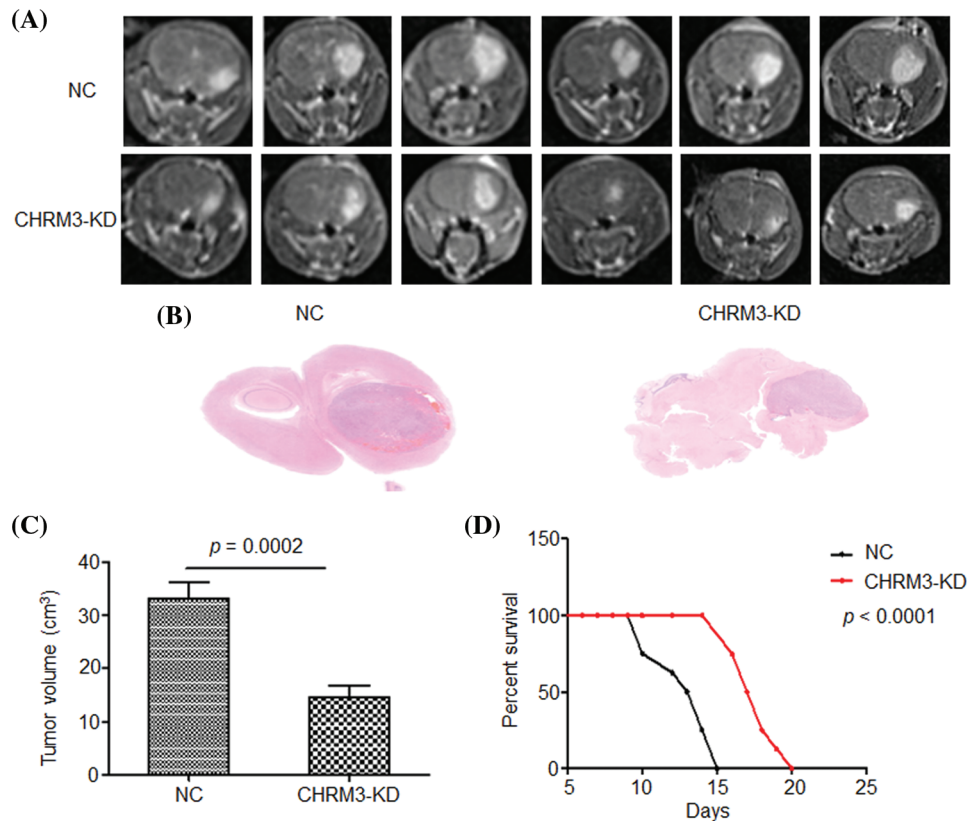 (A)
NC
CHRM3-KD
(B)
NC
CHRM3-KD
(C)
p = 0.0002
Tumor volume (cm³)
40
30
20
10
0
NC
CHRM3-KD
(D)
Percent survival
150
100
50
0
5
10
15
20
25
Days
NC
CHRM3-KD
p < 0.0001